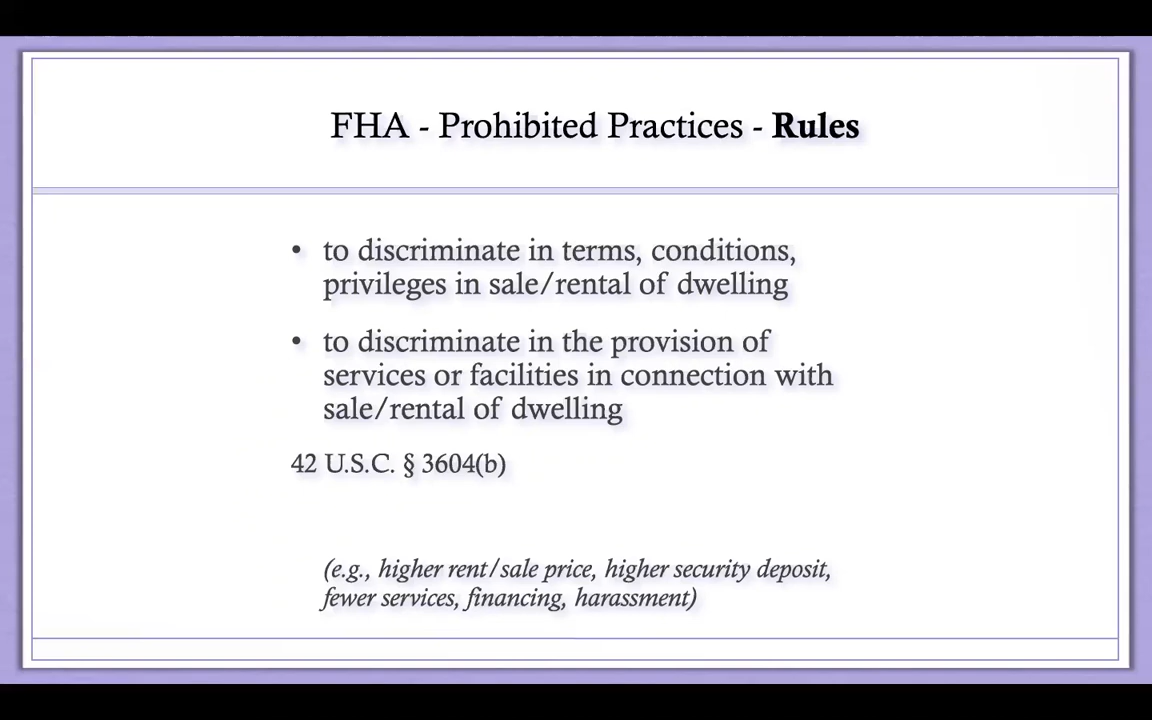 FHA - Prohibited Practices - Rules
• to discriminate in terms, conditions,
privileges in sale/rental of dwelling
• to discriminate in the provision of
services or facilities in connection with
sale/rental of dwelling
42 U.S.C. § 3604(b)
(e.g., higher rent/sale price, higher security deposit,
fewer services, financing, harassment)